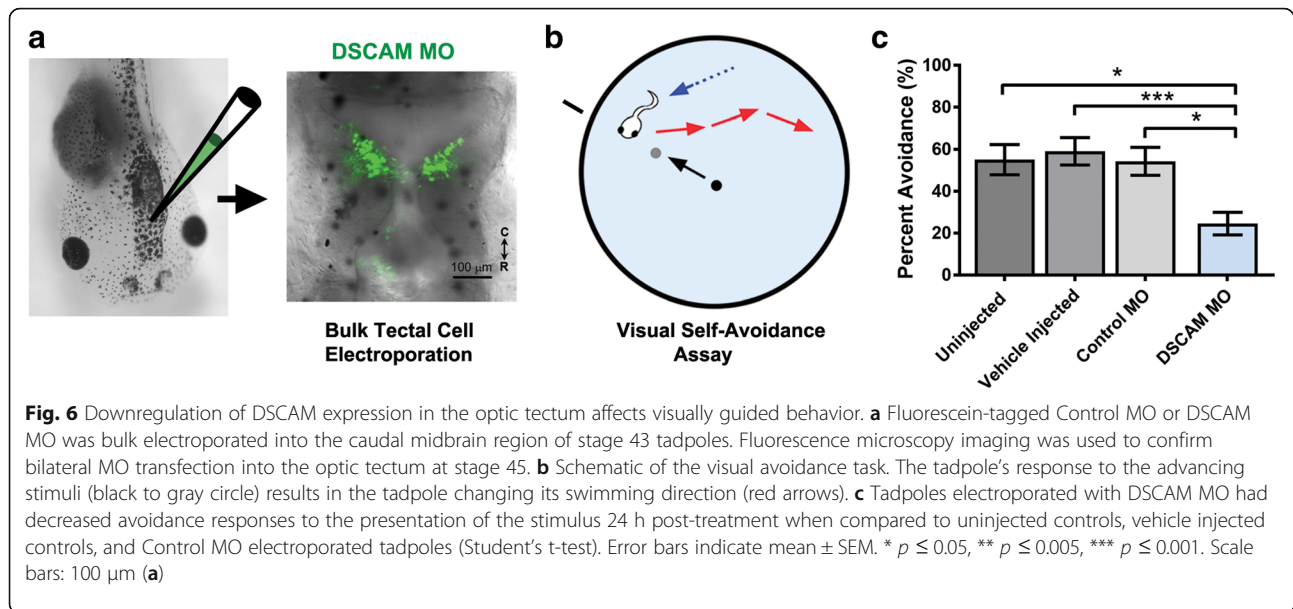 a
DSCAM MO
C
R
100 μm
Bulk Tectal Cell
Electroporation
b
Visual Self-Avoidance
Assay
c
Percent Avoidance (%)
100
80
60
40
20
0
*
***
*
Uninjected
Vehicle Injected
Control MO
DSCAM MO
Fig. 6 Downregulation of DSCAM expression in the optic tectum affects visually guided behavior. a Fluorescein-tagged Control MO or DSCAM
MO was bulk electroporated into the caudal midbrain region of stage 43 tadpoles. Fluorescence microscopy imaging was used to confirm
bilateral MO transfection into the optic tectum at stage 45. b Schematic of the visual avoidance task. The tadpole's response to the advancing
stimuli (black to gray circle) results in the tadpole changing its swimming direction (red arrows). c Tadpoles electroporated with DSCAM MO had
decreased avoidance responses to the presentation of the stimulus 24 h post-treatment when compared to uninjected controls, vehicle injected
controls, and Control MO electroporated tadpoles (Student's t-test). Error bars indicate mean ± SEM. * p ≤ 0.05, ** p ≤ 0.005, *** p ≤ 0.001. Scale
bars: 100 μm (a)